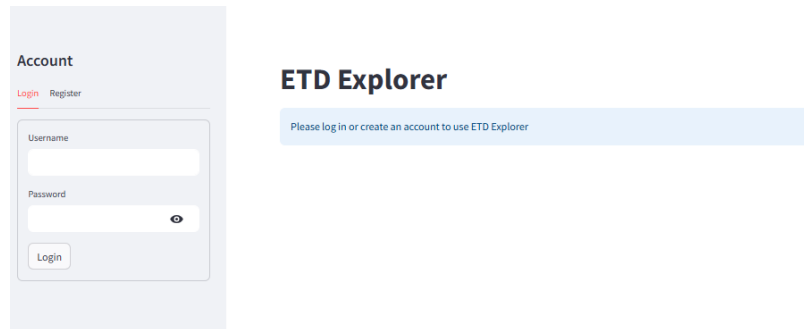 Account
Login Register
Username
Password
Login
ETD Explorer
Please log in or create an account to use ETD Explorer